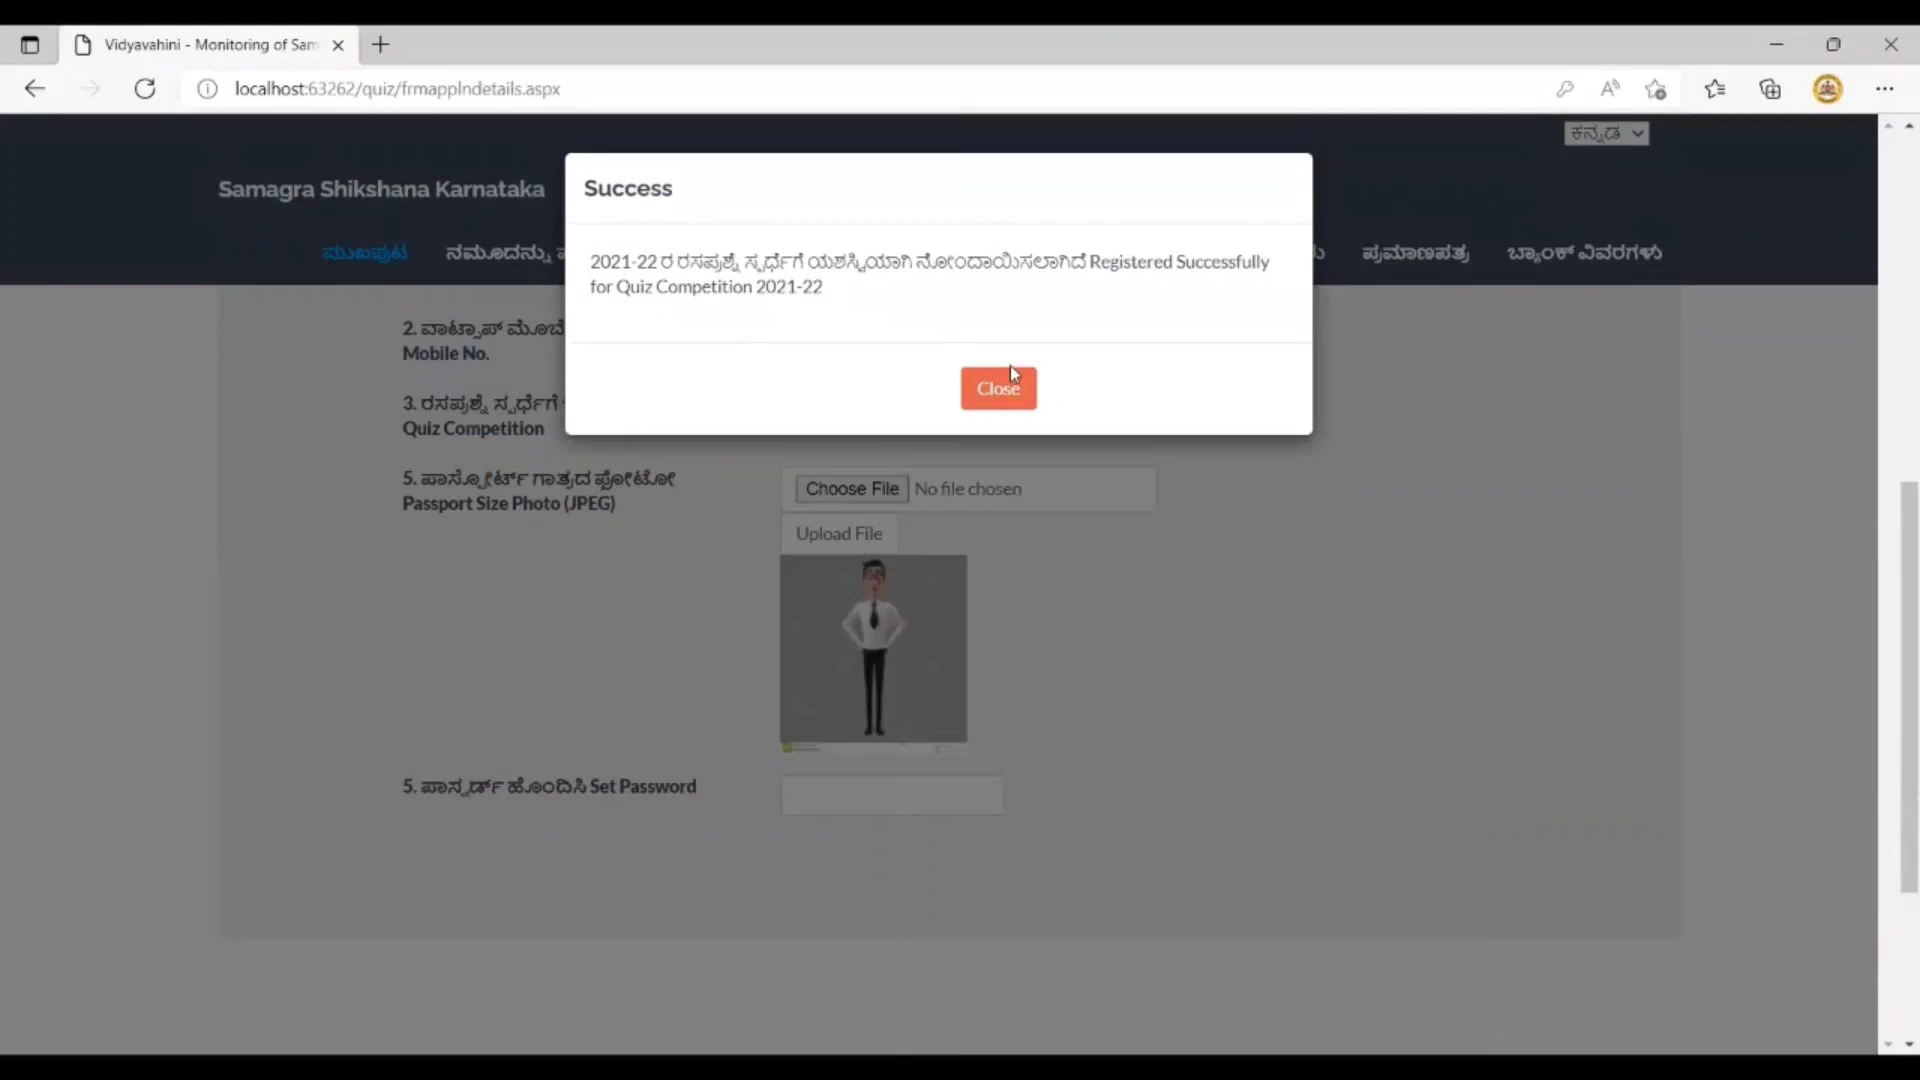 Vidyavahini - Monitoring of Sam
localhost:63262/quiz/frmapplndetails.aspx
ಕನ್ನಡ
Samagra Shikshana Karnataka
ಮುಖಪುಟ ನಮೂದನ್ನು ಪ್ರಮಾಣಪತ್ರ ಬ್ಯಾಂಕ್ ವಿವರಗಳು
Success
2021-22 ರ ರಸಪ್ರಶ್ನೆ ಸ್ಪರ್ಧೆಗೆ ಯಶಸ್ವಿಯಾಗಿ ನೋಂದಾಯಿಸಲಾಗಿದೆ Registered Successfully
for Quiz Competition 2021-22
Close
2. ವಾಟ್ಸಾಪ್
Mobile No.
3. ರಸಪ್ರಶ್ನೆ ಸ್ಪರ್ಧೆಗೆ
Quiz Competition
5. ಪಾಸ್ಪೋರ್ಟ್ ಗಾತ್ರದ ಫೋಟೋ
Passport Size Photo (JPEG)
Choose File No file chosen
Upload File
5. ಪಾಸ್ವರ್ಡ್ ಹೊಂದಿಸಿ Set Password